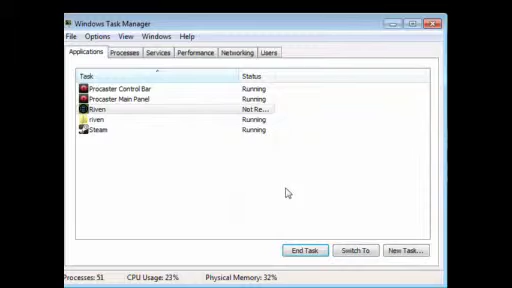 Windows Task Manager
File Options View Windows Help
Applications Processes Services Performance Networking Users
Task Status
Procaster Control Bar Running
Procaster Main Panel Running
Riven Not Re...
riven Running
Steam Running
End Task Switch To New Task...
Processes: 51 CPU Usage: 23% Physical Memory: 32%